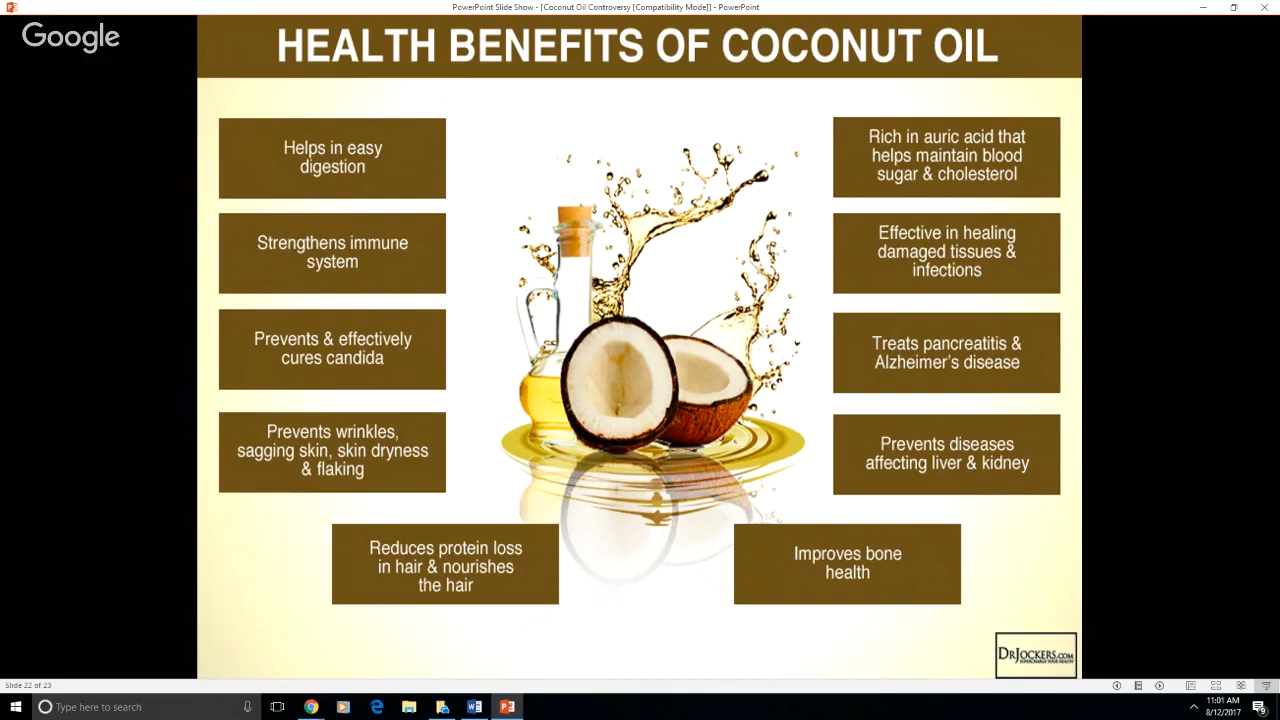 PowerPoint Slide Show - [Coconut Oil Controversy [Compatibility Mode]] - PowerPoint
Google
HEALTH BENEFITS OF COCONUT OIL
Helps in easy
digestion
Strengthens immune
system
Prevents & effectively
cures candida
Prevents wrinkles,
sagging skin, skin dryness
& flaking
Reduces protein loss
in hair & nourishes
the hair
Rich in auric acid that
helps maintain blood
sugar & cholesterol
Effective in healing
damaged tissues &
infections
Treats pancreatitis &
Alzheimer's disease
Prevents diseases
affecting liver & kidney
Improves bone
health
DRJOCKERS.COM
SUPERCHARGE YOUR HEALTH
Slide 22 of 23
Type here to search
11:01 AM
8/12/2017